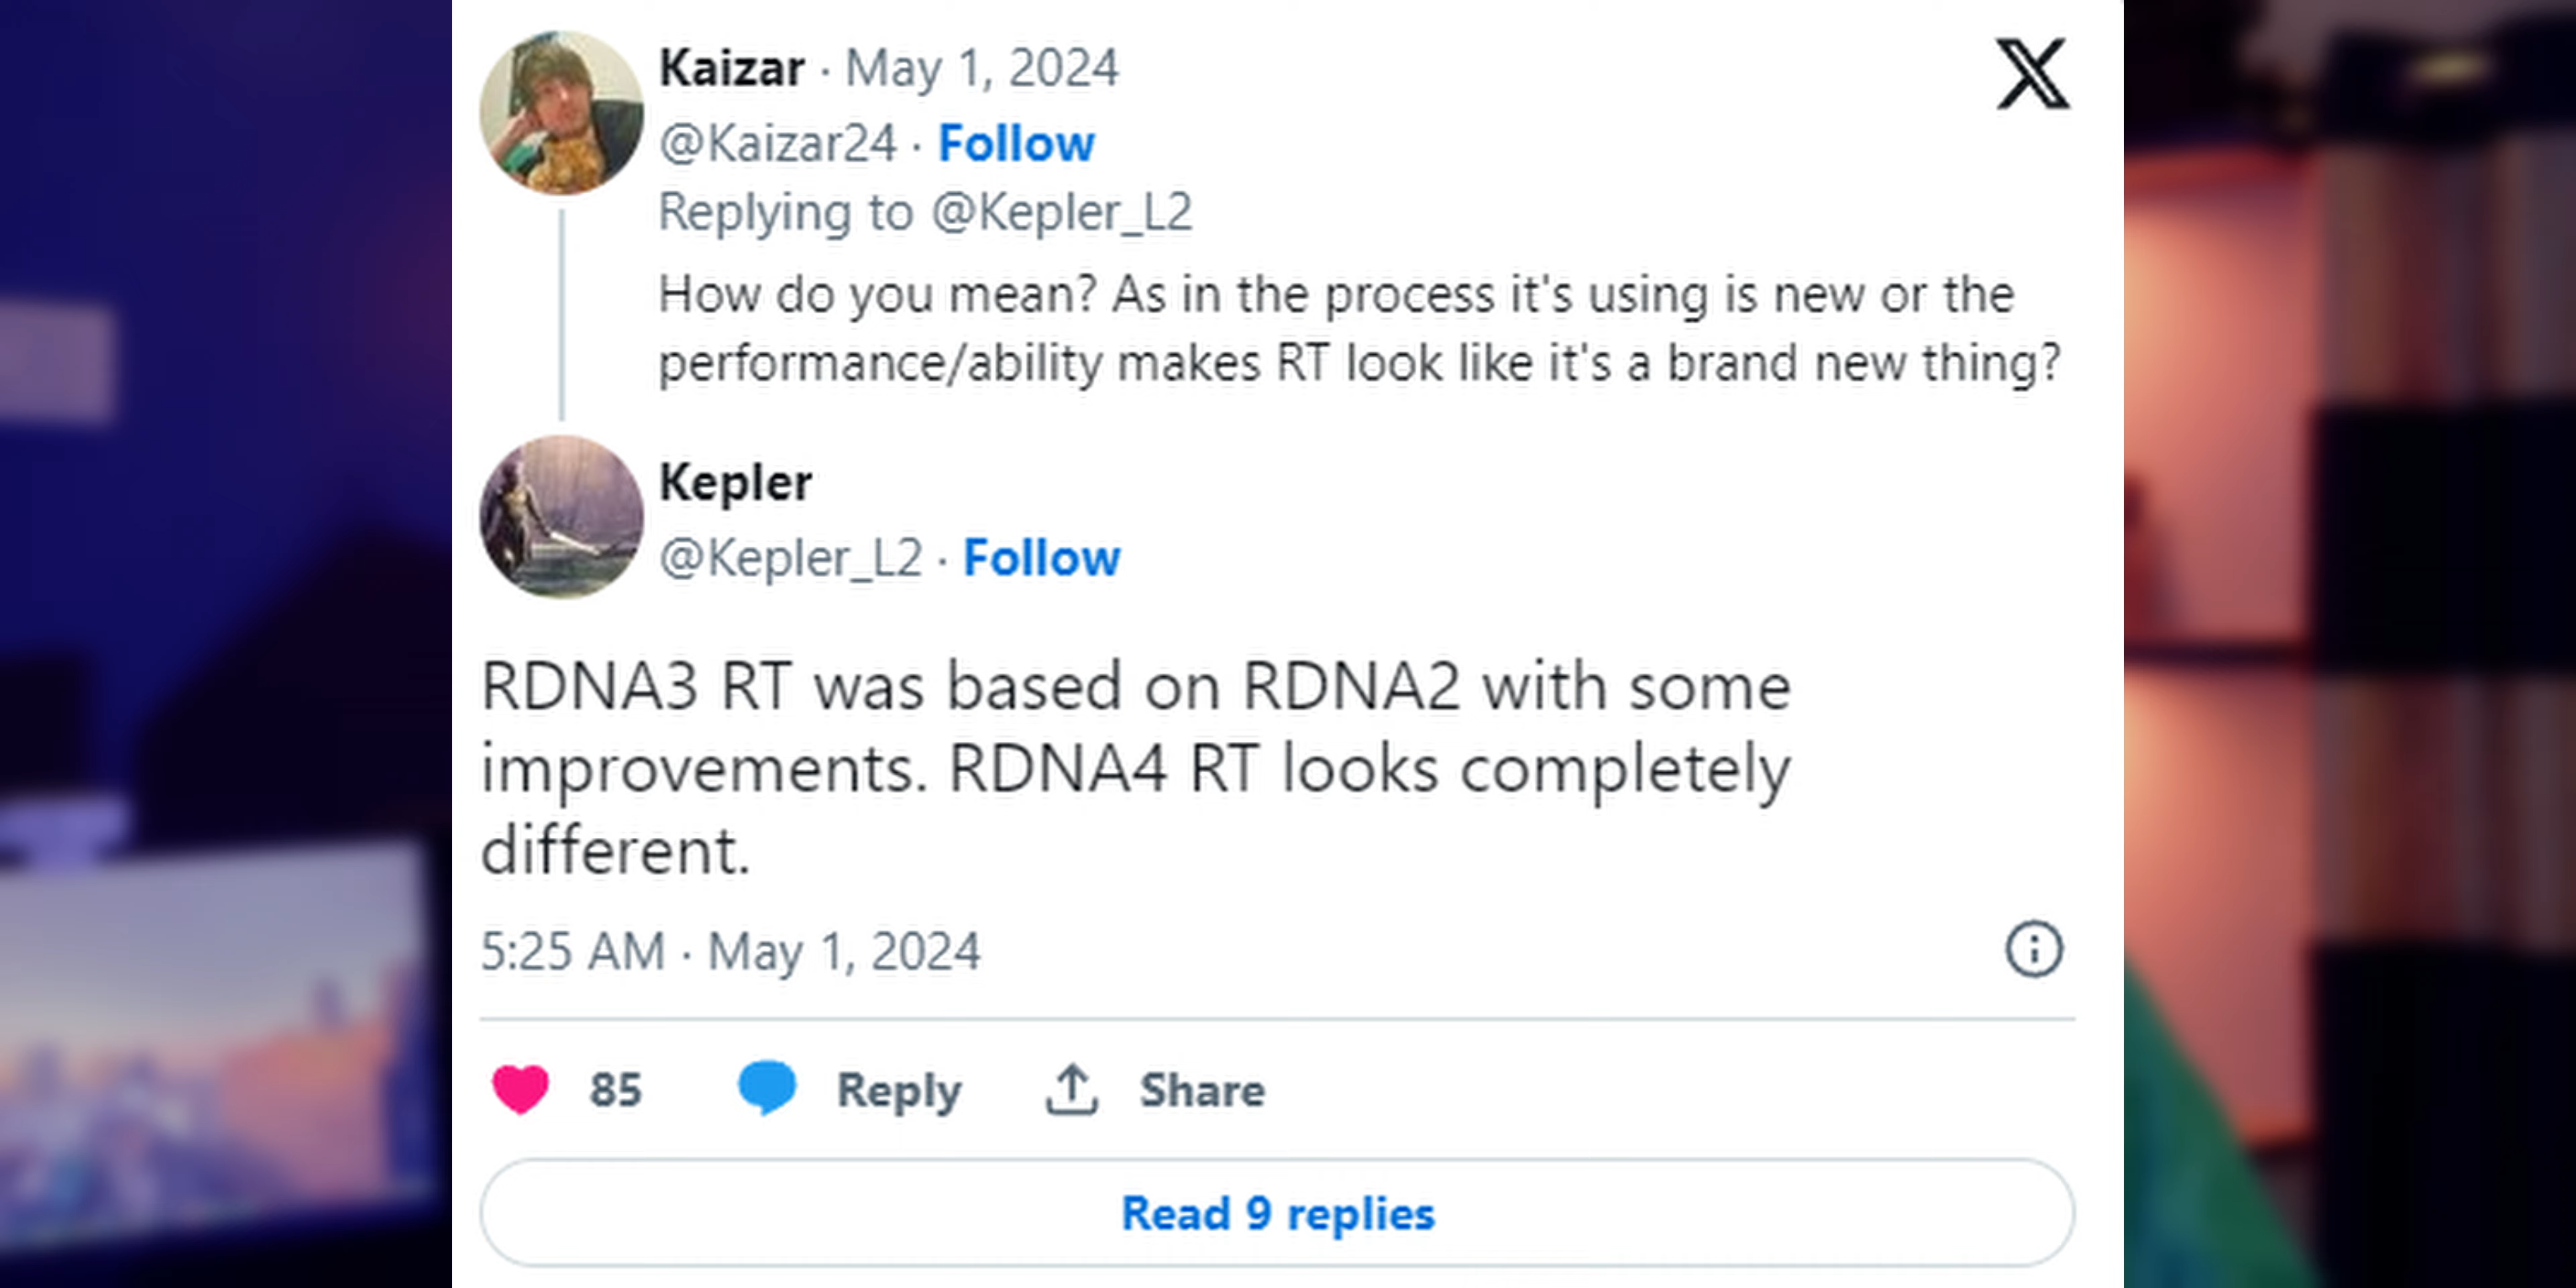 Kaizar · May 1, 2024
@Kaizar24 · Follow
Replying to @Kepler_L2
How do you mean? As in the process it's using is new or the
performance/ability makes RT look like it's a brand new thing?
Kepler
@Kepler_L2 · Follow
RDNA3 RT was based on RDNA2 with some
improvements. RDNA4 RT looks completely
different.
5:25 AM · May 1, 2024
85 Reply Share
Read 9 replies